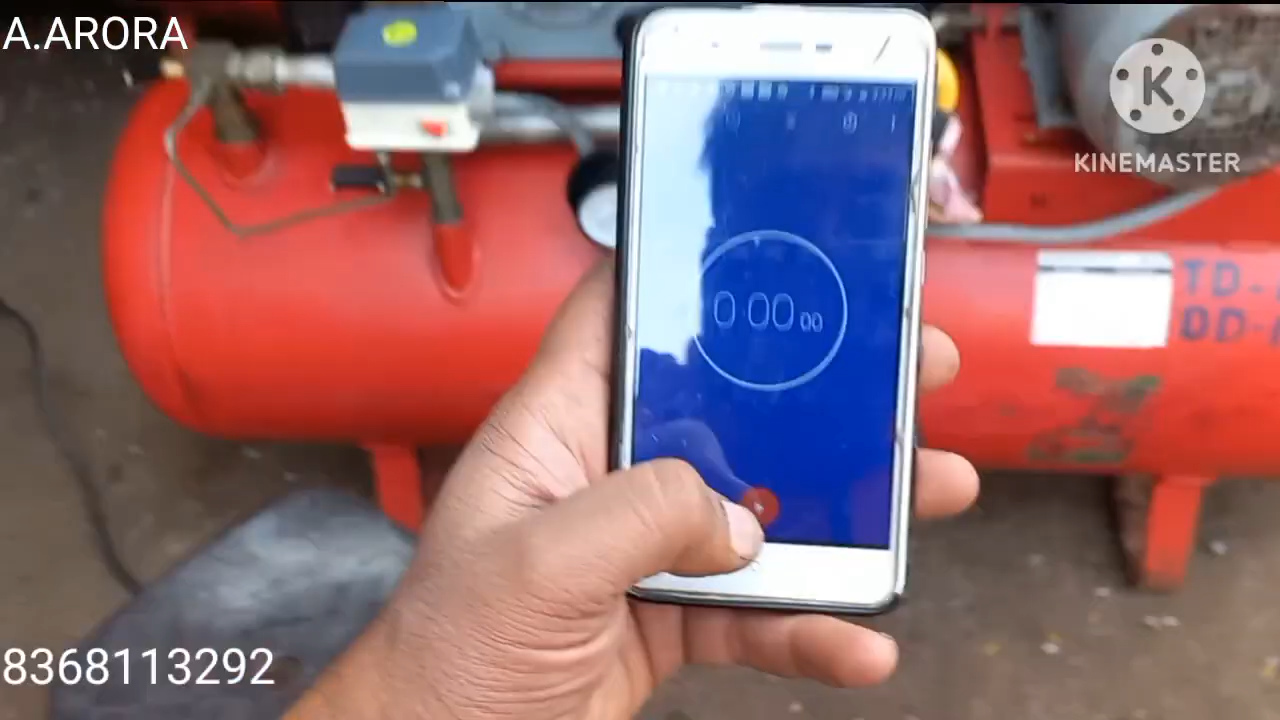 A.ARORA
K
KINEMASTER
0 00 00
TD-
DD-
8368113292